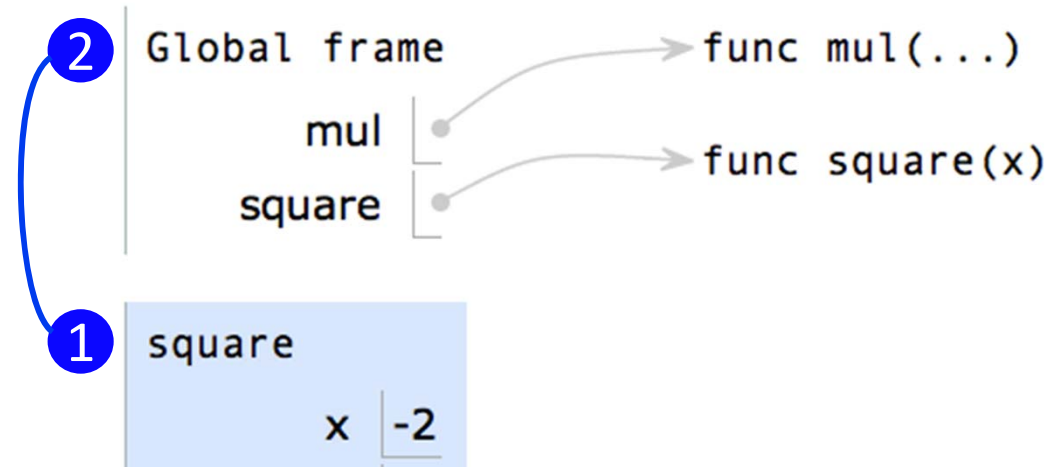 2 Global frame func mul(...)
mul
func square(x)
square
1 square
x -2